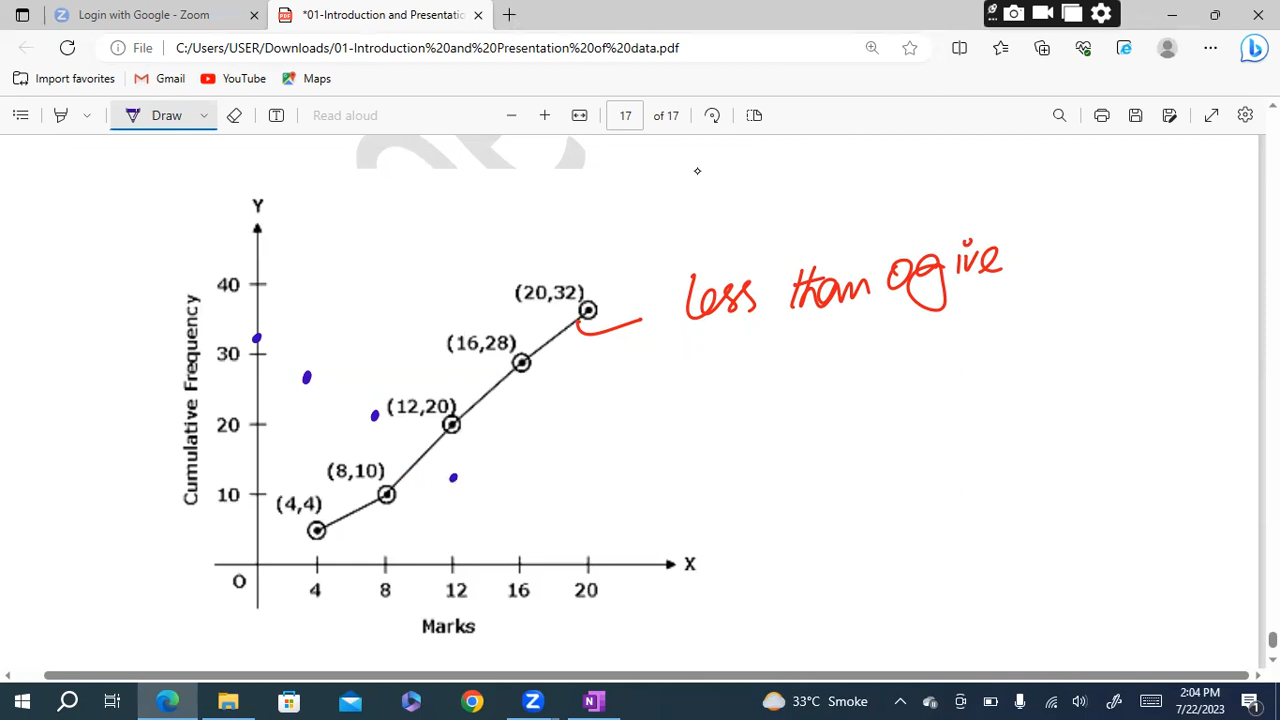 Login with Google - Zoom
*01-Introduction and Presentatio
File C:/Users/USER/Downloads/01-Introduction%20and%20Presentation%20of%20data.pdf
Import favorites Gmail YouTube Maps
Draw Read aloud 17 of 17
Y
40
30
20
10
O
Cumulative Frequency
(20,32)
(16,28)
(12,20)
(8,10)
(4,4)
less than ogive
X
4 8 12 16 20
Marks
33°C Smoke
2:04 PM
7/22/2023
1